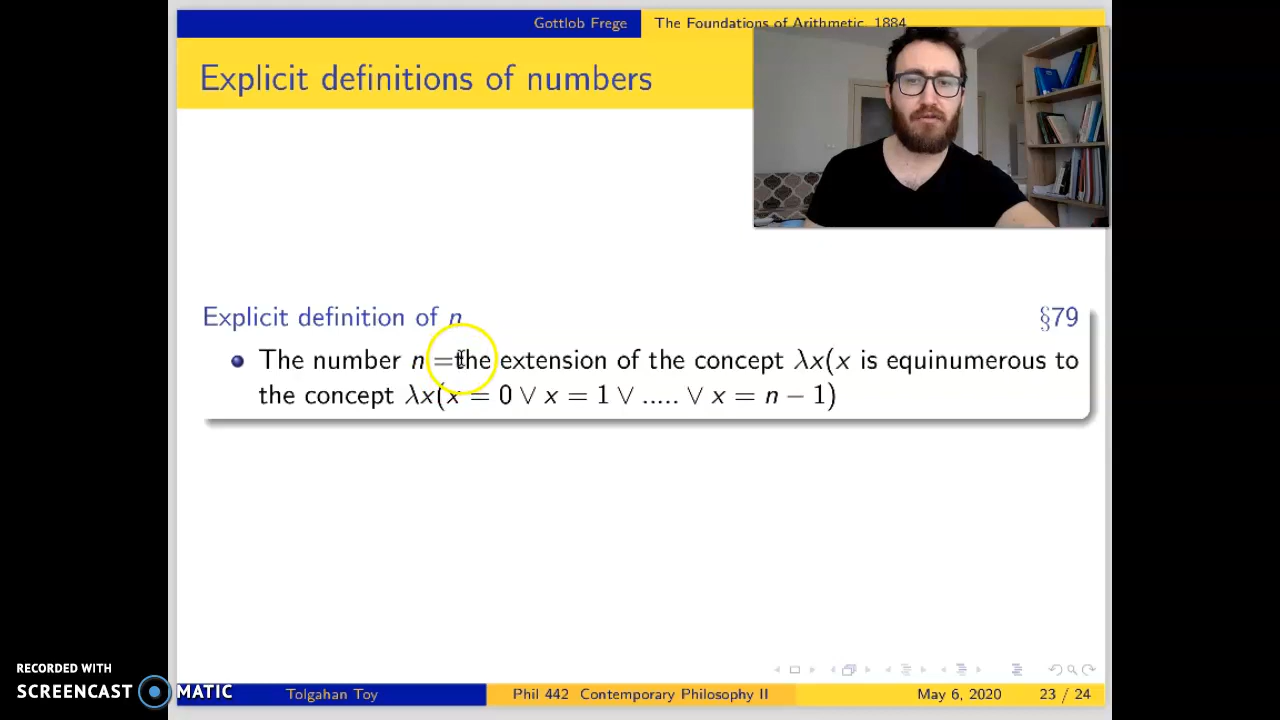 Gottlob Frege The Foundations of Arithmetic, 1884
Explicit definitions of numbers
Explicit definition of n §79
The number n =the extension of the concept λx(x is equinumerous to
the concept λx(x = 0 ∨ x = 1 ∨ ..... ∨ x = n − 1)
RECORDED WITH
SCREENCAST MATIC
Tolgahan Toy Phil 442 Contemporary Philosophy II May 6, 2020 23 / 24